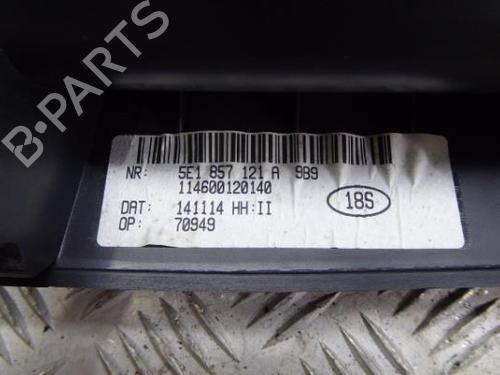 B-PARTS
NR: 5E1 857 121 A 9B9
114600120140
DAT: 141114 HH:II
OP: 70949
18S